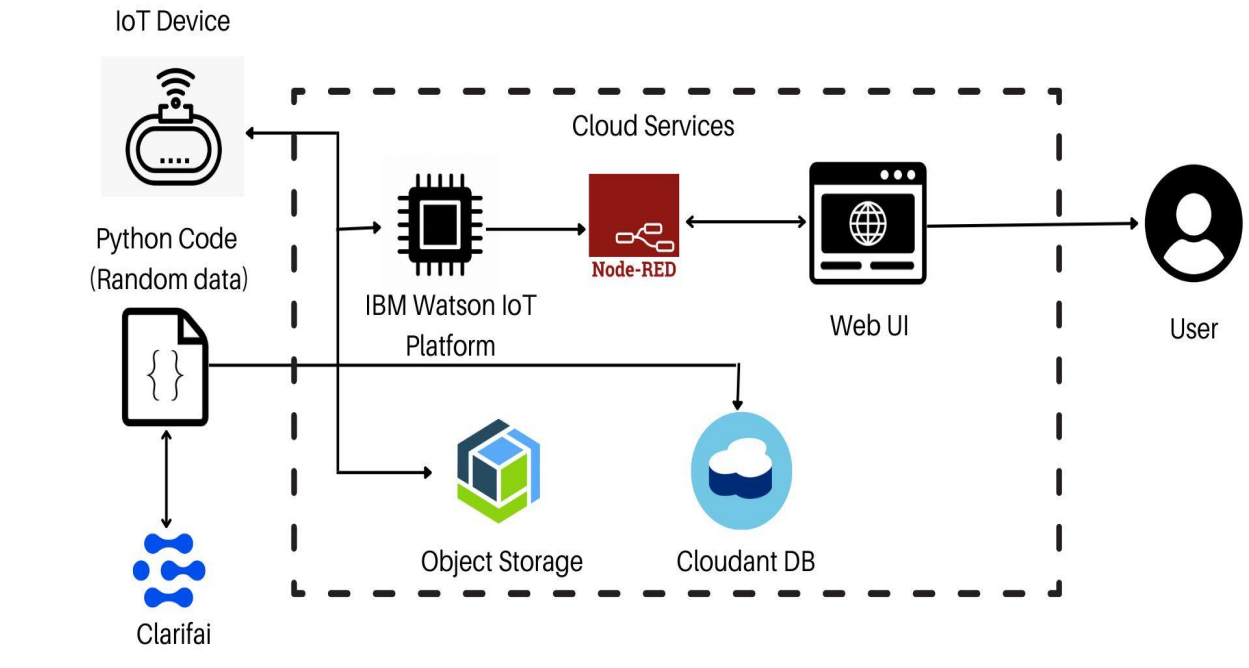 IoT Device
Cloud Services
Python Code
(Random data)
Node-RED
IBM Watson IoT
Platform
Web UI
User
{ }
Object Storage
Cloudant DB
Clarifai